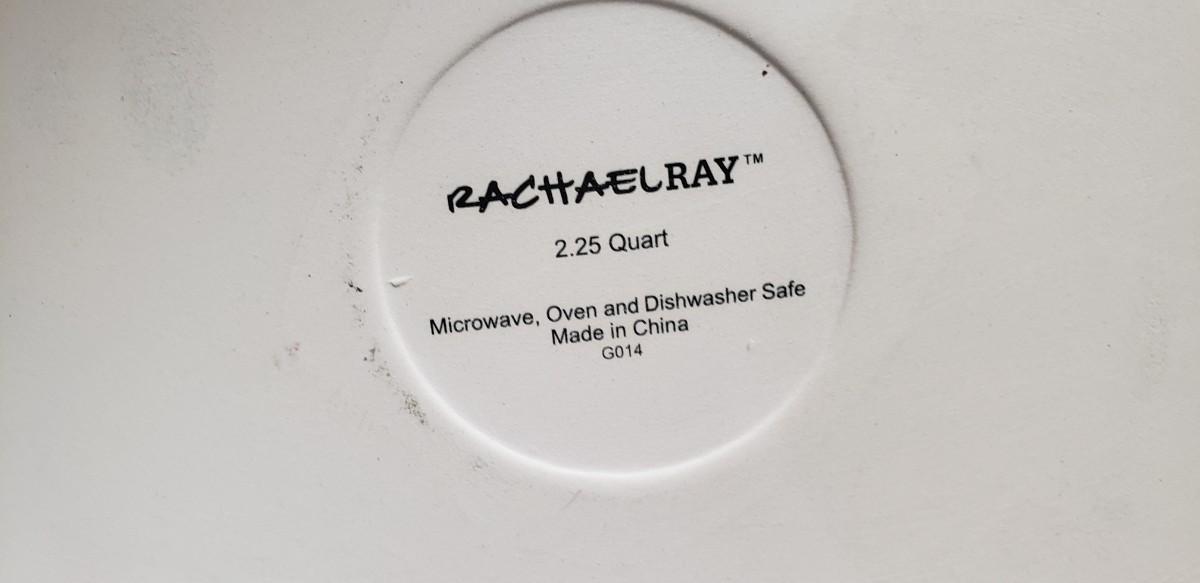 RACHAELRAY™
2.25 Quart
Microwave, Oven and Dishwasher Safe
Made in China
G014